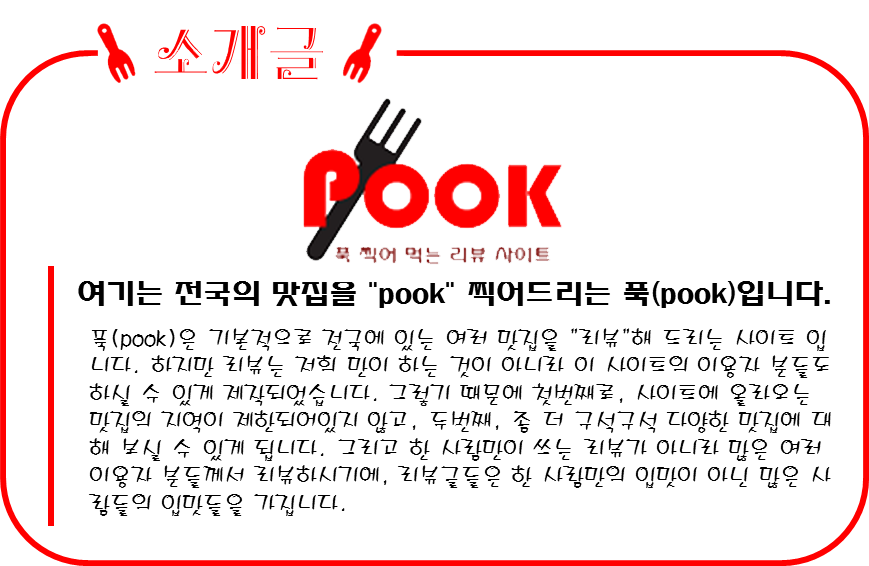 소개글
POOK
푹 찍어 먹는 리뷰 사이트
여기는 전국의 맛집을 "pook" 찍어드리는 푹(pook)입니다.
푹(pook)은 기본적으로 전국에 있는 여러 맛집을 "리뷰"해 드리는 사이트 입
니다. 하지만 리뷰는 저희 만이 하는 것이 아니라 이 사이트의 이용자 분들도
하실 수 있게 제작되었습니다. 그렇기 때문에 첫번째로, 사이트에 올라오는
맛집의 지역이 제한되어있지 않고, 두번째, 좀 더 구석구석 다양한 맛집에 대
해 보실 수 있게 됩니다. 그리고 한 사람만이 쓰는 리뷰가 아니라 많은 여러
이용자 분들께서 리뷰하시기에, 리뷰글들은 한 사람만의 입맛이 아닌 많은 사
람들의 입맛들을 가집니다.